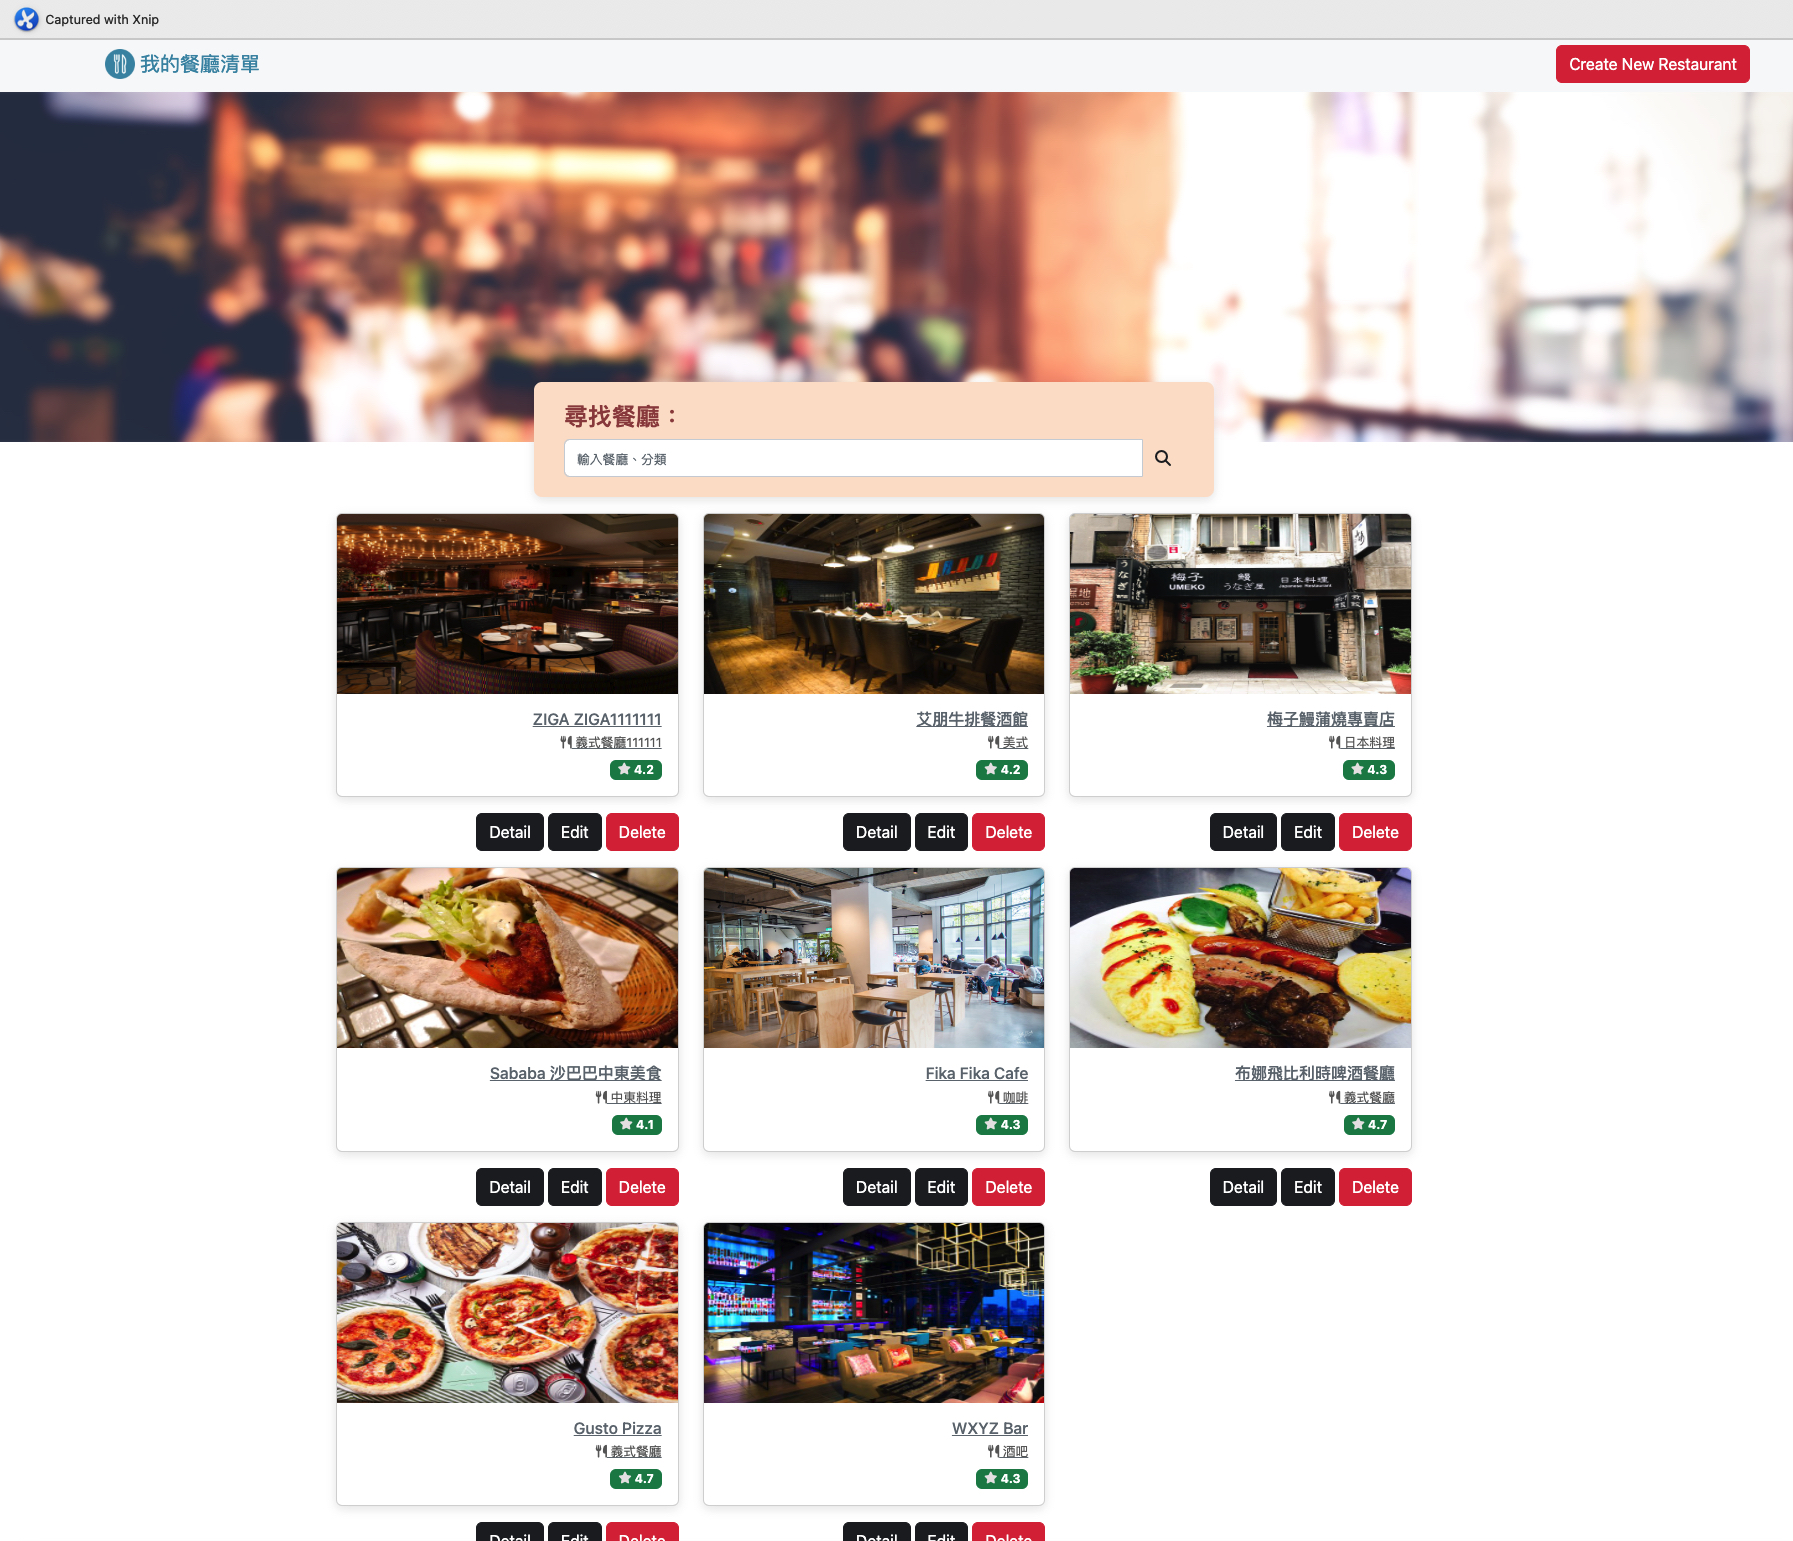 Captured with Xnip
我的餐廳清單
Create New Restaurant
尋找餐廳：
輸入餐廳、分類
梅子 鰻 日本料理
UMEKO うなぎ屋 Japanese Restaurant
うなぎ
ZIGA ZIGA1111111
義式餐廳111111
4.2
艾朋牛排餐酒館
美式
4.2
梅子鰻蒲燒專賣店
日本料理
4.3
Detail Edit Delete
Detail Edit Delete
Detail Edit Delete
Sababa 沙巴巴中東美食
中東料理
4.1
Fika Fika Cafe
咖啡
4.3
布娜飛比利時啤酒餐廳
義式餐廳
4.7
Detail Edit Delete
Detail Edit Delete
Detail Edit Delete
Gusto Pizza
義式餐廳
4.7
WXYZ Bar
酒吧
4.3
Detail Edit Delete
Detail Edit Delete